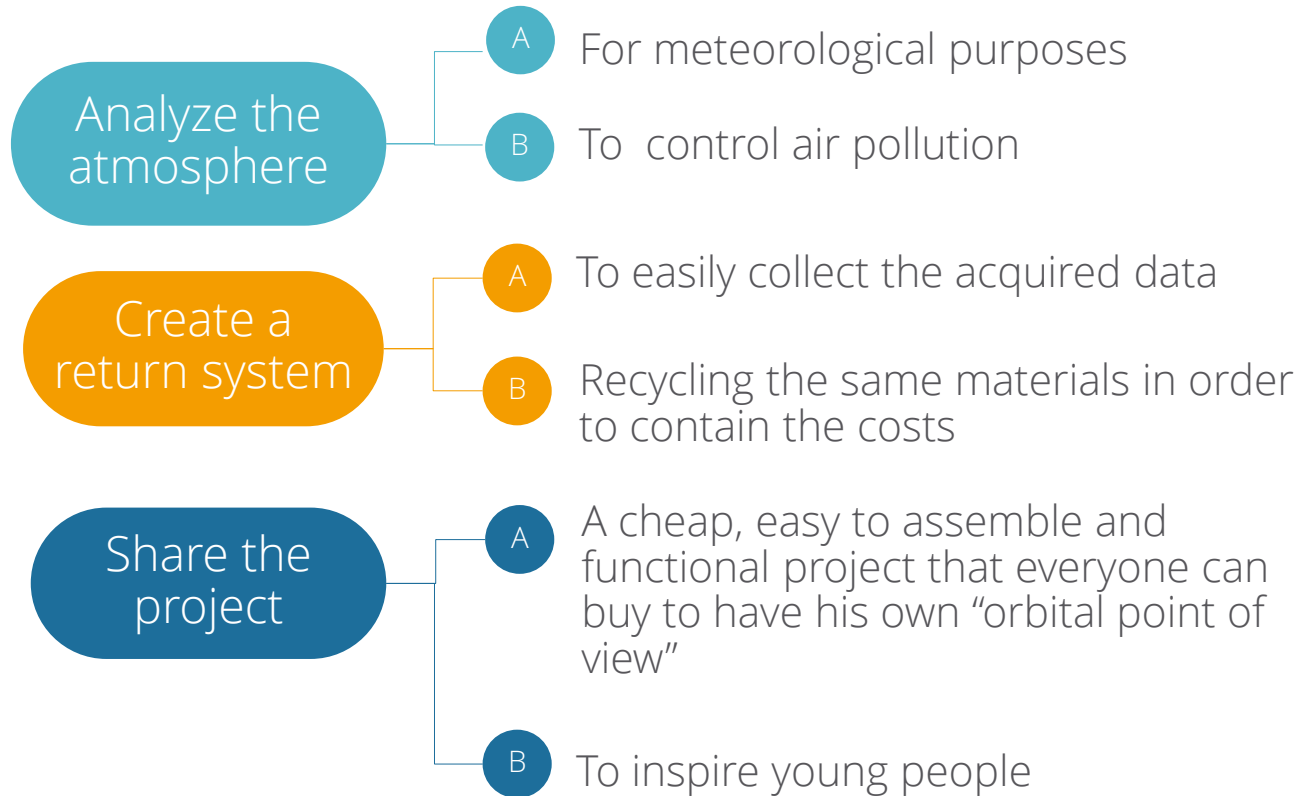 Analyze the
atmosphere
A
For meteorological purposes
B
To  control air pollution
Create a
return system
A
To easily collect the acquired data
B
Recycling the same materials in order
to contain the costs
Share the
project
A
A cheap, easy to assemble and
functional project that everyone can
buy to have his own “orbital point of
view”
B
To inspire young people